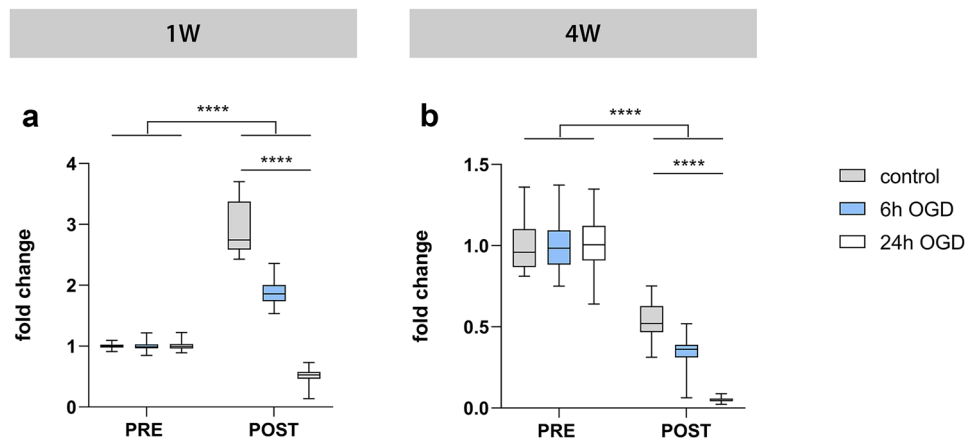 1W
4W
a
b
****
****
****
****
4
3
2
1
0
fold change
PRE
POST
1.5
1.0
0.5
0.0
fold change
PRE
POST
control
6h OGD
24h OGD